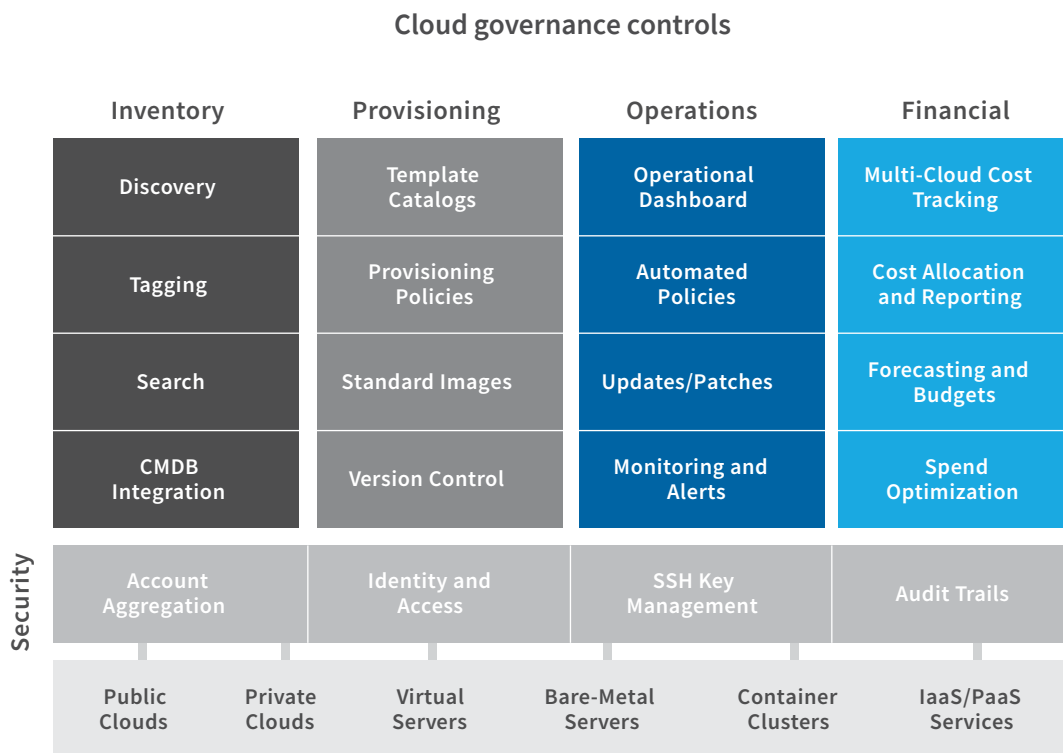 Cloud governance controls
Inventory
Provisioning
Operations
Financial
Discovery
Template
Catalogs
Operational
Dashboard
Multi-Cloud Cost
Tracking
Tagging
Provisioning
Policies
Automated
Policies
Cost Allocation
and Reporting
Search
Standard Images
Updates/Patches
Forecasting and
Budgets
CMDB
Integration
Version Control
Monitoring and
Alerts
Spend
Optimization
Security
Account
Aggregation
Identity and
Access
SSH Key
Management
Audit Trails
Public
Clouds
Private
Clouds
Virtual
Servers
Bare-Metal
Servers
Container
Clusters
IaaS/PaaS
Services